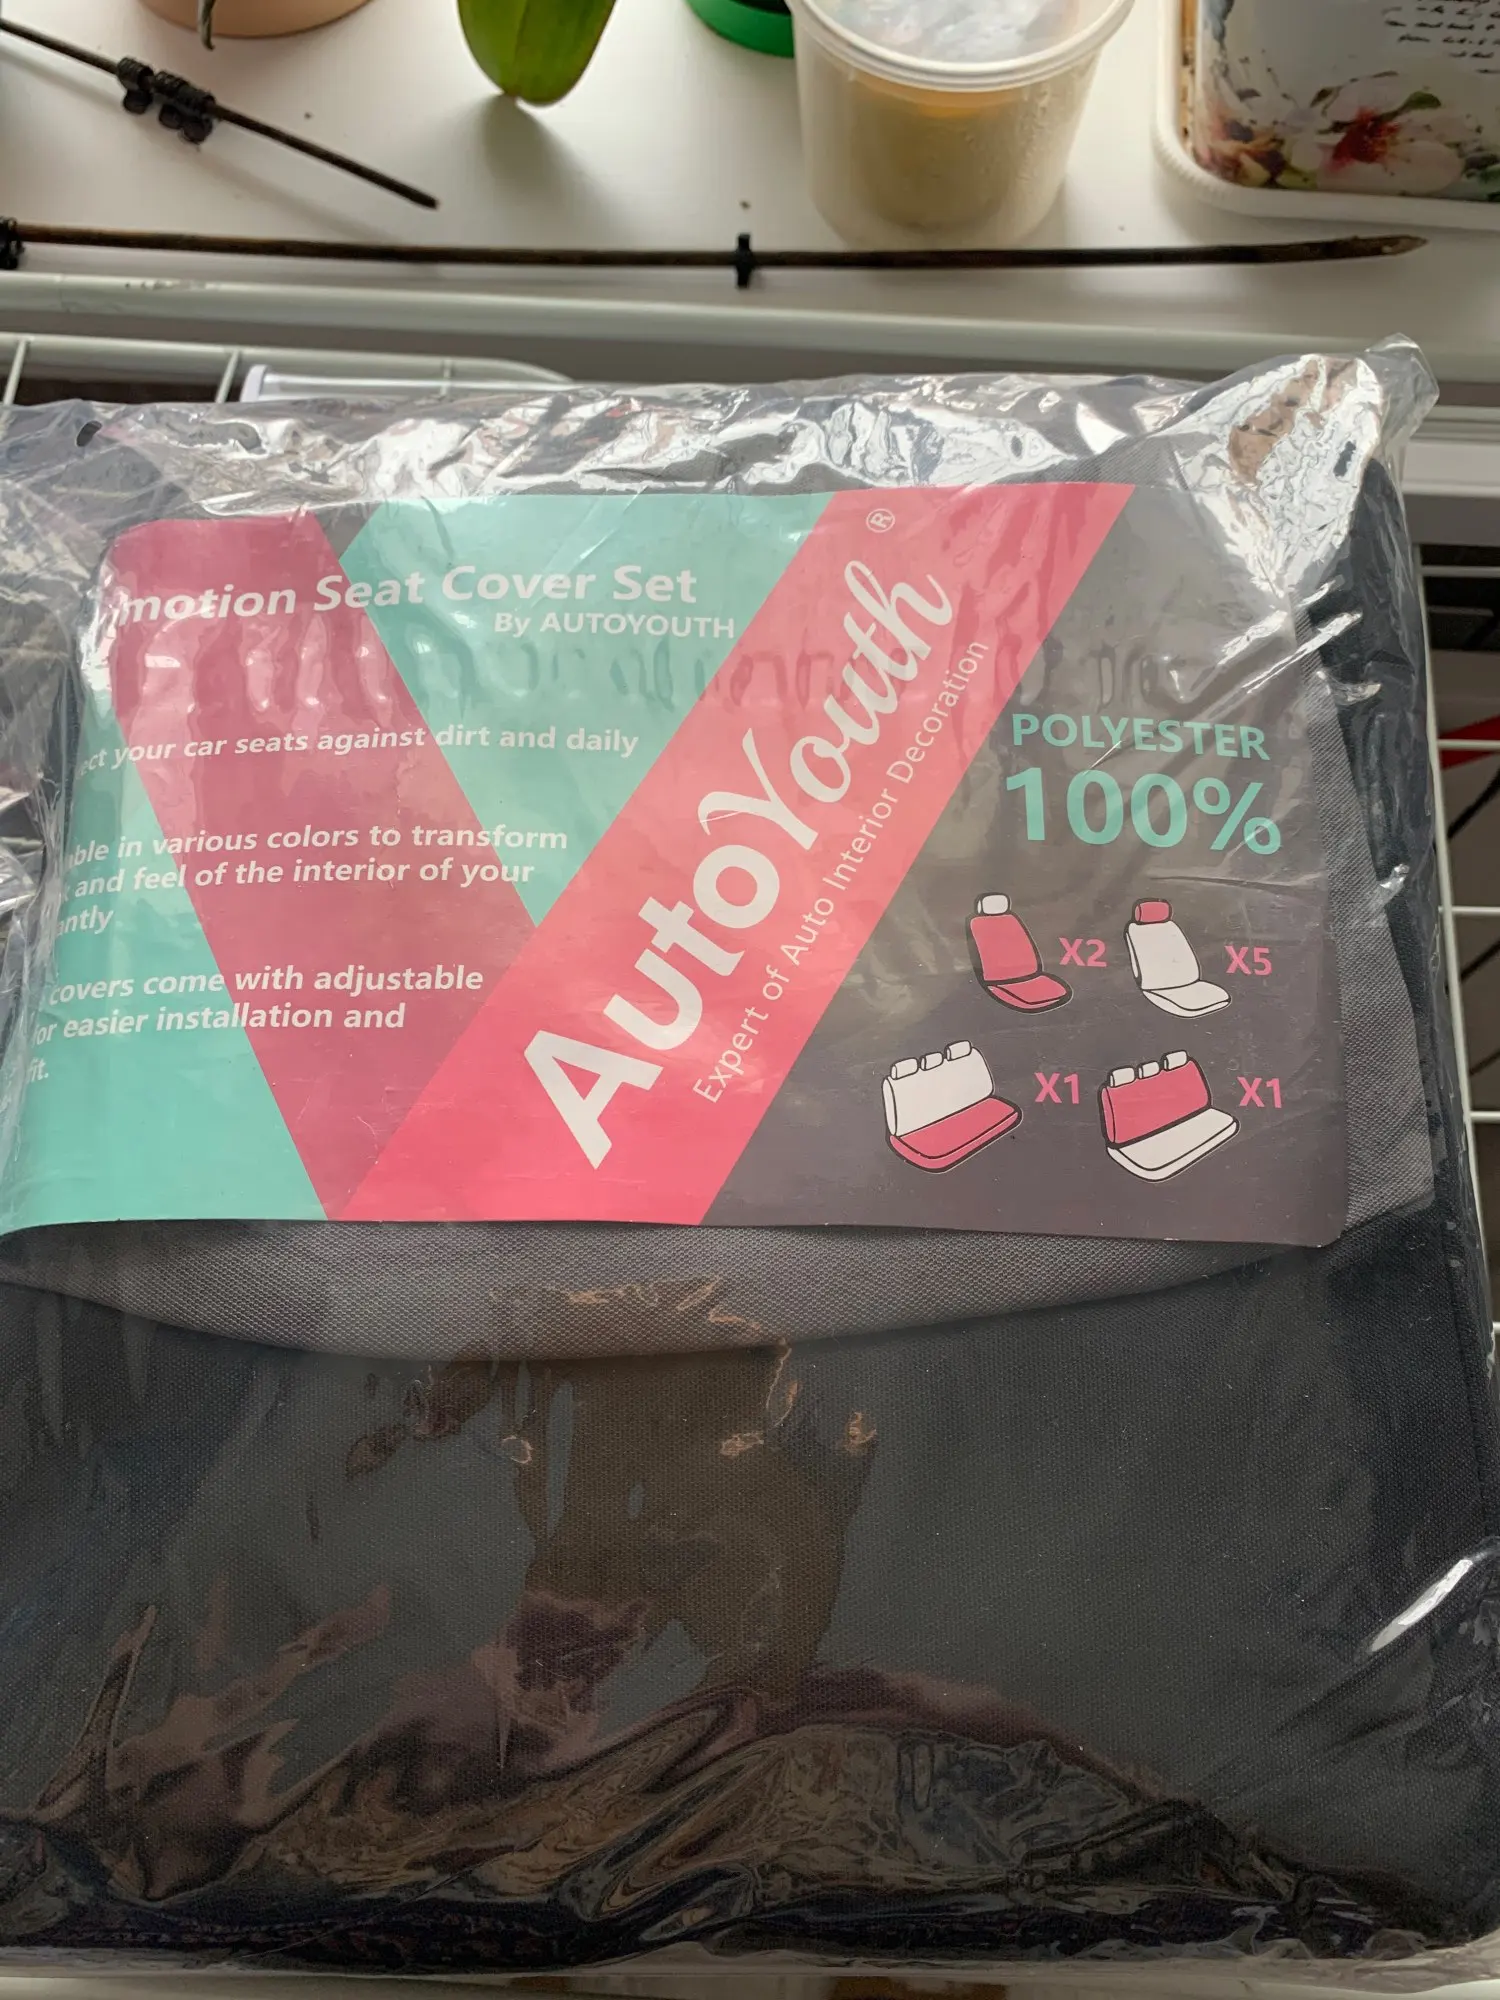 motion Seat Cover Set
By AUTOYOUTH
ect your car seats against dirt and daily
able in various colors to transform
k and feel of the interior of your
antly
covers come with adjustable
for easier installation and
fit.
AutoYouth®
Expert of Auto Interior Decoration
POLYESTER
100%
X2 X5
X1 X1